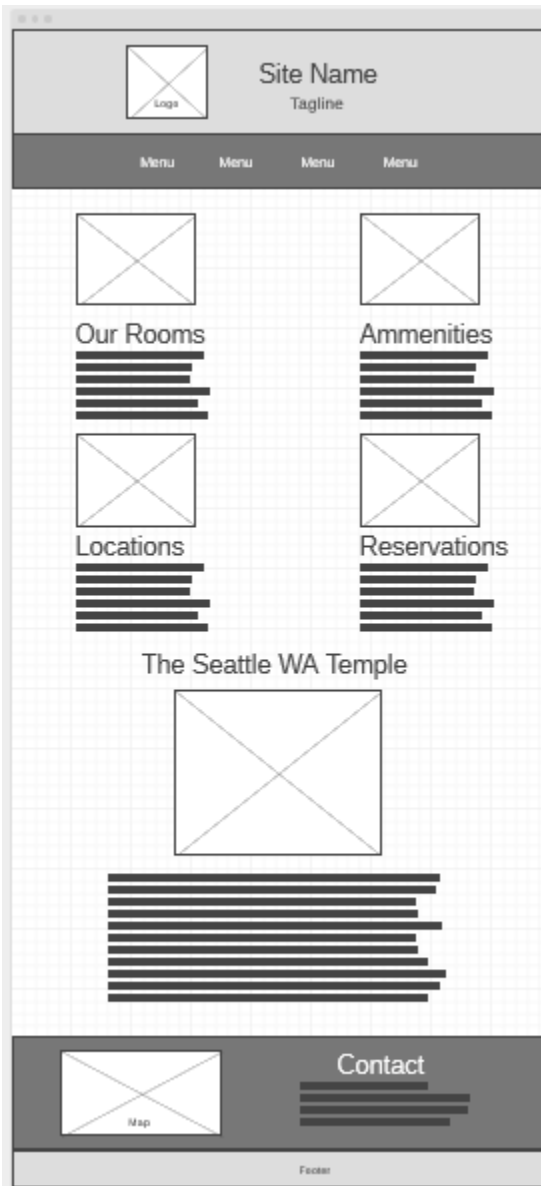 Site Name
Logo
Tagline
Menu Menu Menu Menu
Our Rooms
Ammenities
Locations
Reservations
The Seattle WA Temple
Contact
Map
Footer